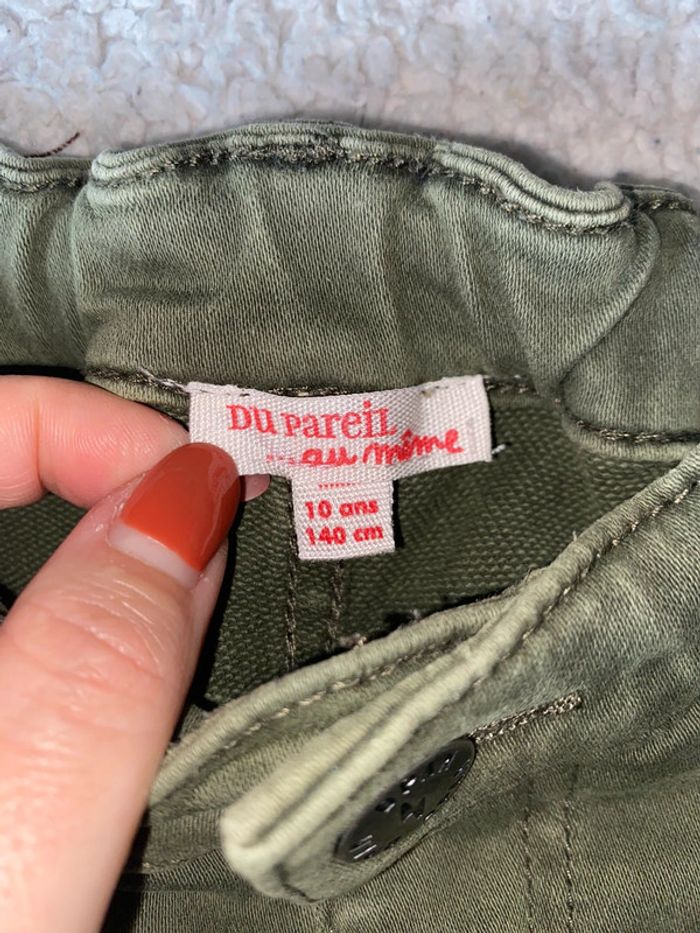 DU PAREIL
...au même
10 ans
140 cm